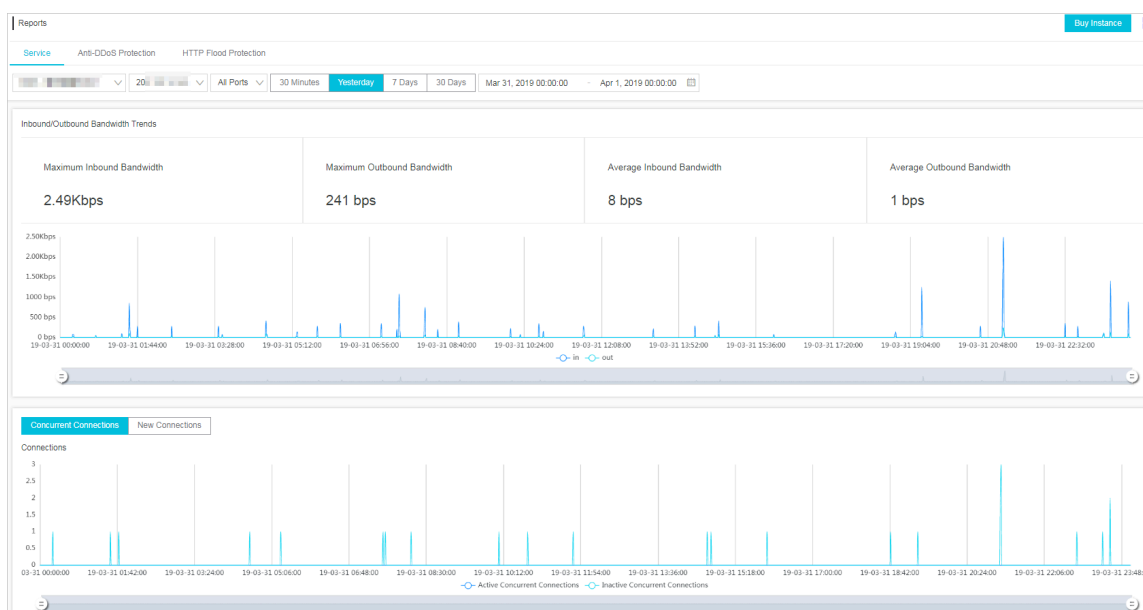 Reports
Buy Instance
Service Anti-DDoS Protection HTTP Flood Protection
20 All Ports 30 Minutes Yesterday 7 Days 30 Days Mar 31, 2019 00:00:00 - Apr 1, 2019 00:00:00
Inbound/Outbound Bandwidth Trends
Maximum Inbound Bandwidth Maximum Outbound Bandwidth Average Inbound Bandwidth Average Outbound Bandwidth
2.49Kbps 241 bps 8 bps 1 bps
2.50Kbps
2.00Kbps
1.50Kbps
1000 bps
500 bps
0 bps
19-03-31 00:00:00 19-03-31 01:44:00 19-03-31 03:28:00 19-03-31 05:12:00 19-03-31 06:56:00 19-03-31 08:40:00 19-03-31 10:24:00 19-03-31 12:08:00 19-03-31 13:52:00 19-03-31 15:36:00 19-03-31 17:20:00 19-03-31 19:04:00 19-03-31 20:48:00 19-03-31 22:32:00
in out
Concurrent Connections New Connections
Connections
3
2.5
2
1.5
1
0.5
0
03-31 00:00:00 19-03-31 01:42:00 19-03-31 03:24:00 19-03-31 05:06:00 19-03-31 06:48:00 19-03-31 08:30:00 19-03-31 10:12:00 19-03-31 11:54:00 19-03-31 13:36:00 19-03-31 15:18:00 19-03-31 17:00:00 19-03-31 18:42:00 19-03-31 20:24:00 19-03-31 22:06:00 19-03-31 23:48:
Active Concurrent Connections Inactive Concurrent Connections